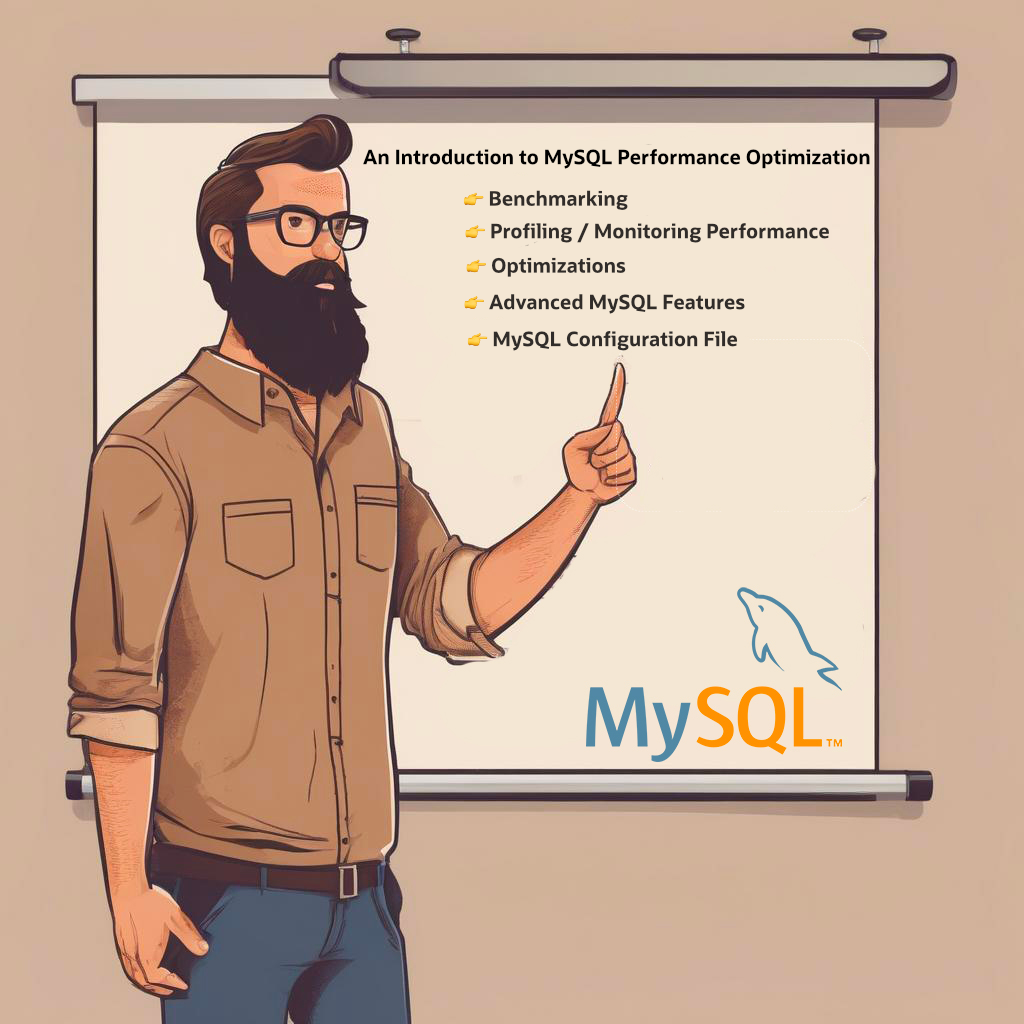 An Introduction to MySQL Performance Optimization
👉 Benchmarking
👉 Profiling / Monitoring Performance
👉 Optimizations
👉 Advanced MySQL Features
👉 MySQL Configuration File
MySQL™